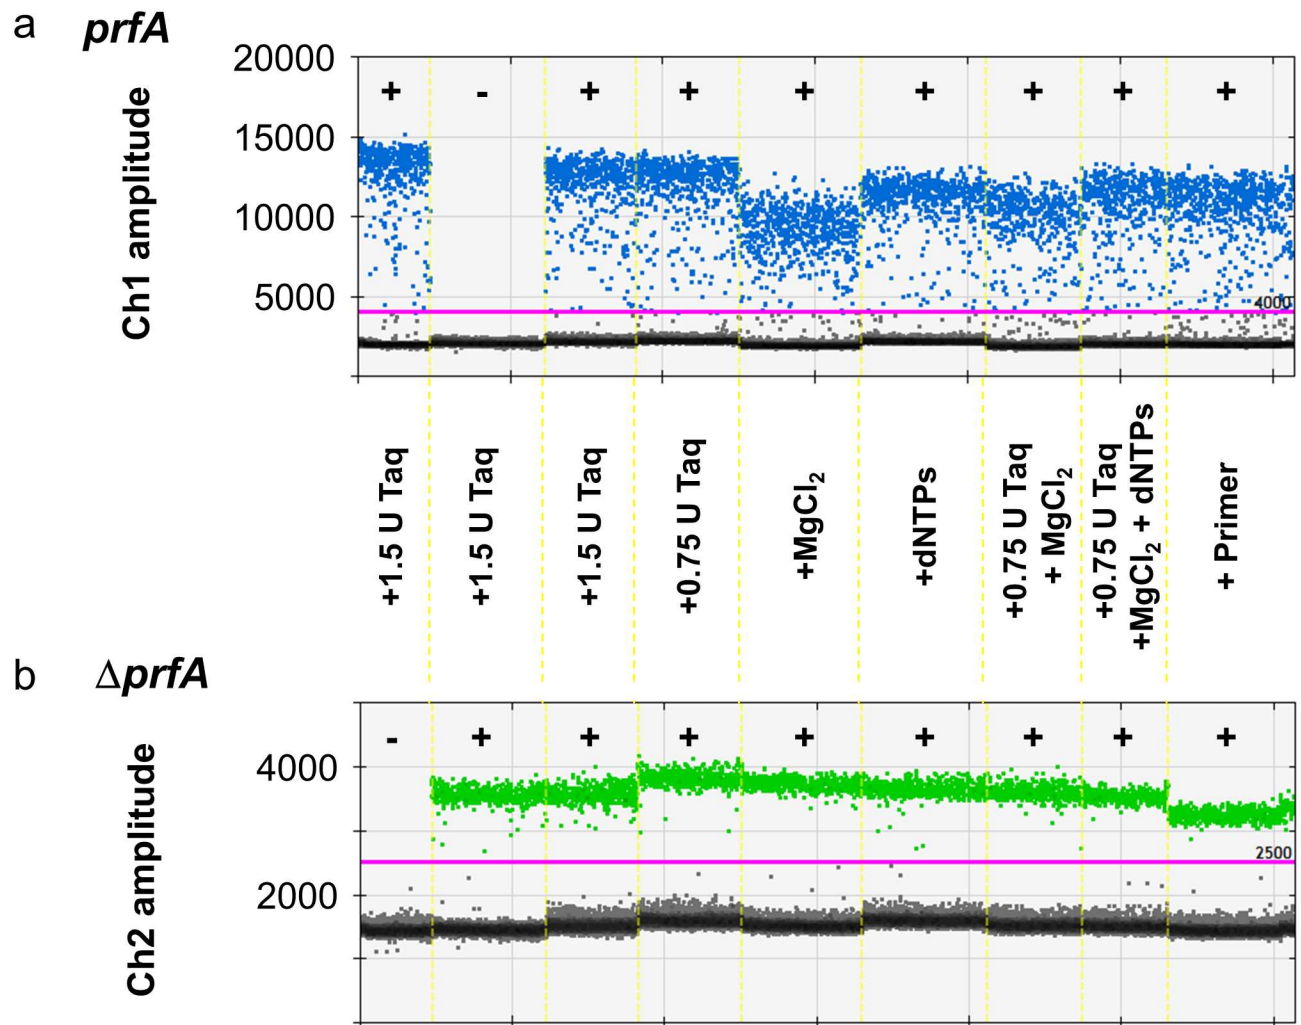 a prfA
20000
15000
10000
5000
Ch1 amplitude
+ - + + + + + + +
4000
+1.5 U Taq
+1.5 U Taq
+1.5 U Taq
+0.75 U Taq
+MgCl₂
+dNTPs
+0.75 U Taq
+ MgCl₂
+0.75 U Taq
+MgCl₂ + dNTPs
+ Primer
b ΔprfA
4000
2000
Ch2 amplitude
- + + + + + + + +
2500